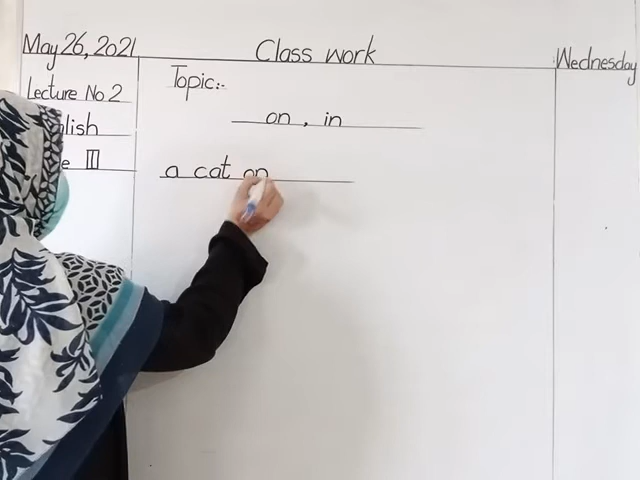 May 26, 2021 Class work Wednesday
Lecture No 2
Topic:-
on, in
a cat on